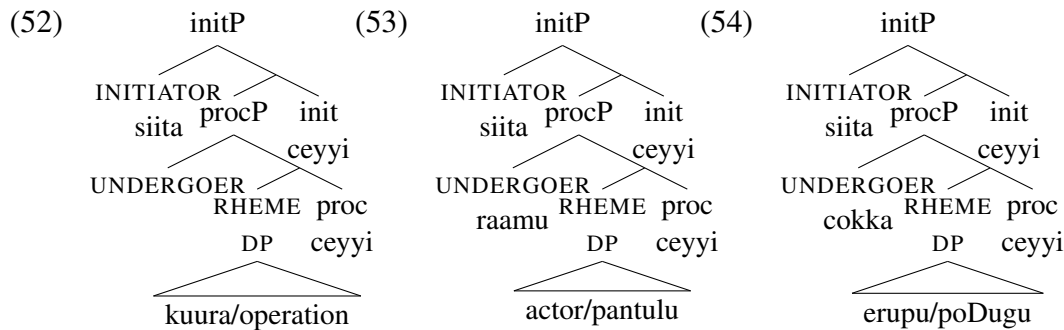 (52) initP (53) initP (54) initP
INITIATOR procP init INITIATOR procP init INITIATOR procP init
siita ceyyi siita ceyyi siita ceyyi
UNDERGOER RHEME proc UNDERGOER RHEME proc UNDERGOER RHEME proc
raamu cokka
DP ceyyi DP ceyyi DP ceyyi
kuura/operation actor/pantulu erupu/poDugu